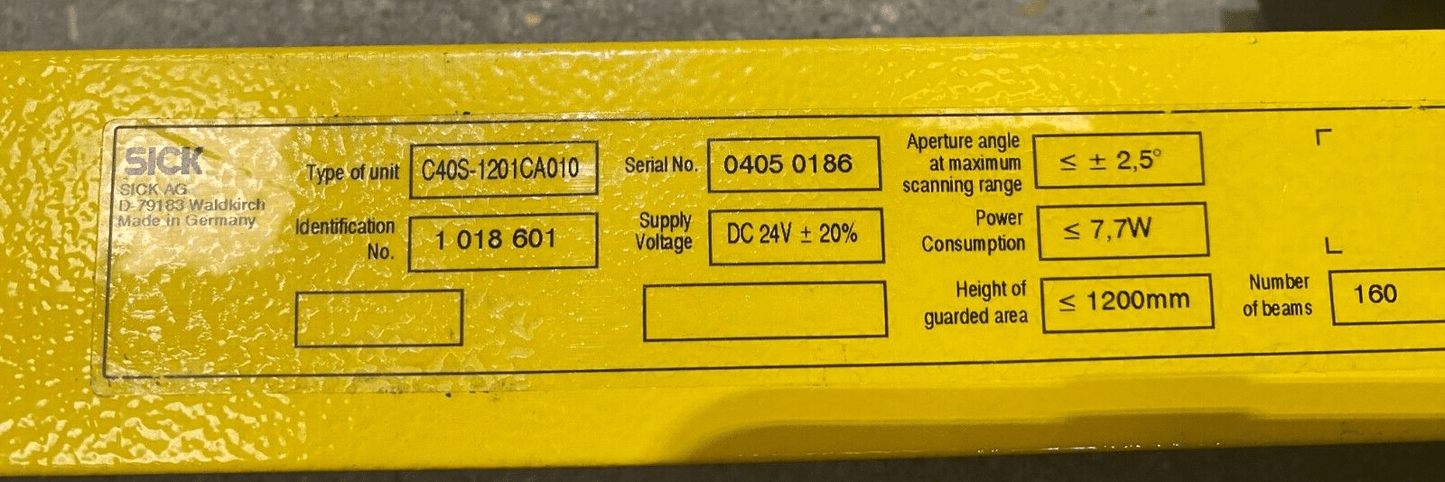 SICK
SICK AG
D-79183 Waldkirch
Made in Germany
Type of unit C40S-1201CA010
Identification No. 1 018 601
Serial No. 0405 0186
Supply Voltage DC 24V ± 20%
Aperture angle at maximum scanning range ≤ ± 2,5°
Power Consumption ≤ 7,7W
Height of guarded area ≤ 1200mm
Number of beams 160